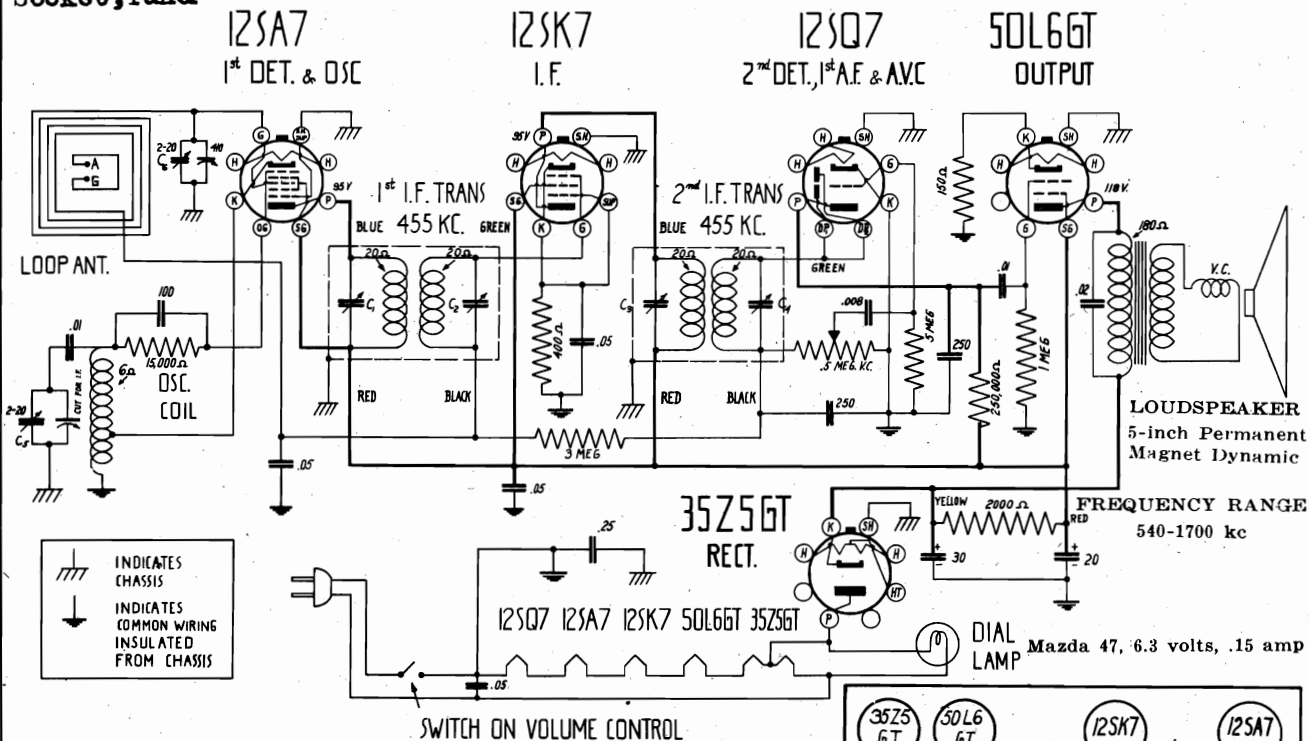 12SA7
1st DET. & OSC
12SK7
I.F.
12SQ7
2nd DET., 1st A.F. & A.V.C
50L6GT
OUTPUT
G
H
H
K
P
OG
SG
95V
2-20
C6
410
A
G
LOOP ANT.
95V
P
SH
H
H
SG
SUP
K
G
H
SH
H
G
P
K
DP
DP
K
SH
H
H
P
G
SG
118V.
150Ω
180Ω
V.C.
1st I.F. TRANS
BLUE 455 KC. GREEN
20Ω
20Ω
C1
C2
RED
BLACK
2nd I.F. TRANS
BLUE 455 KC.
GREEN
20Ω
20Ω
C3
C4
RED
BLACK
100
.01
15,000Ω
6Ω
OSC.
COIL
2-20
C5
CUT FOR I.F.
.05
400Ω
.05
3 MEG
.05
.008
.5 MEG. V.C.
5 MEG
250
250
250,000Ω
.01
1 MEG
.02
LOUDSPEAKER
5-inch Permanent
Magnet Dynamic
FREQUENCY RANGE
540-1700 kc
35Z5GT
RECT.
K
SH
H
H
HT
P
YELLOW
2000Ω
RED
+
30
-
+
20
-
INDICATES
CHASSIS
INDICATES
COMMON WIRING
INSULATED
FROM CHASSIS
.25
12SQ7 12SA7 12SK7 50L6GT 35Z5GT
.05
SWITCH ON VOLUME CONTROL
DIAL
LAMP
Mazda 47, 6.3 volts, .15 amp
35Z5
GT
50L6
GT
12SK7
12SA7